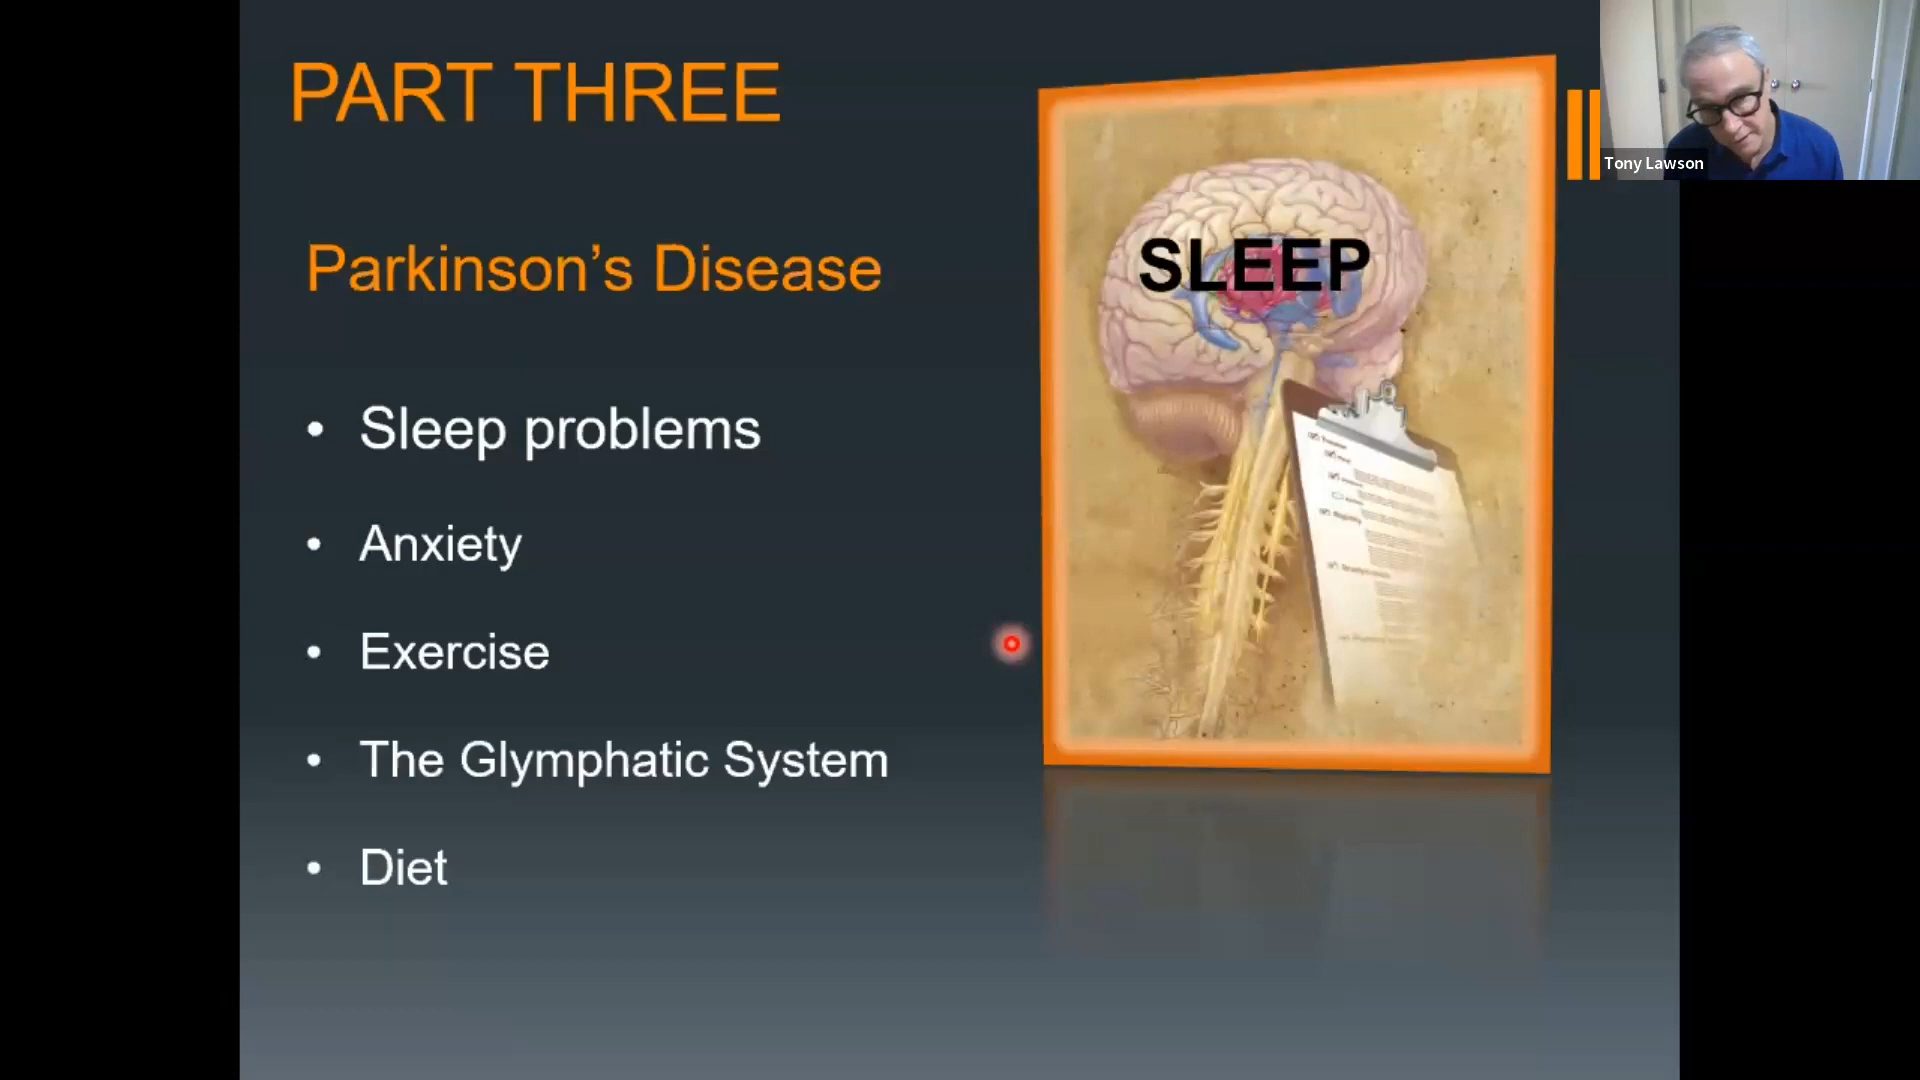 PART THREE
Parkinson’s Disease
• Sleep problems
• Anxiety
• Exercise
• The Glymphatic System
• Diet
SLEEP
Tony Lawson